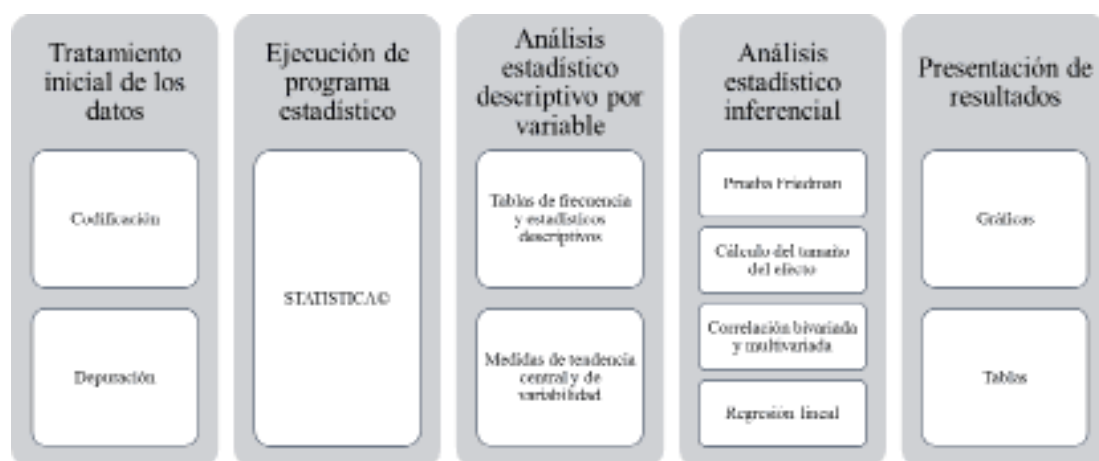 Tratamiento
inicial de los
datos
Codificación
Depuración
Ejecución de
programa
estadístico
STATISTICA©
Análisis
estadístico
descriptivo por
variable
Tablas de frecuencia
y estadísticos
descriptivos
Medidas de tendencia
central y de
variabilidad
Análisis
estadístico
inferencial
Prueba Friedman
Cálculo del tamaño
del efecto
Correlación bivariada
y multivariada
Regresión lineal
Presentación de
resultados
Gráficas
Tablas